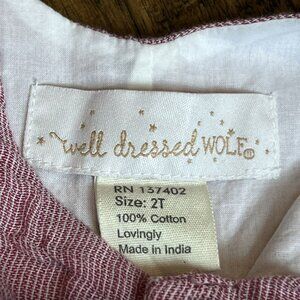 well dressed WOLF
RN 137402
Size: 2T
100% Cotton
Lovingly
Made in India